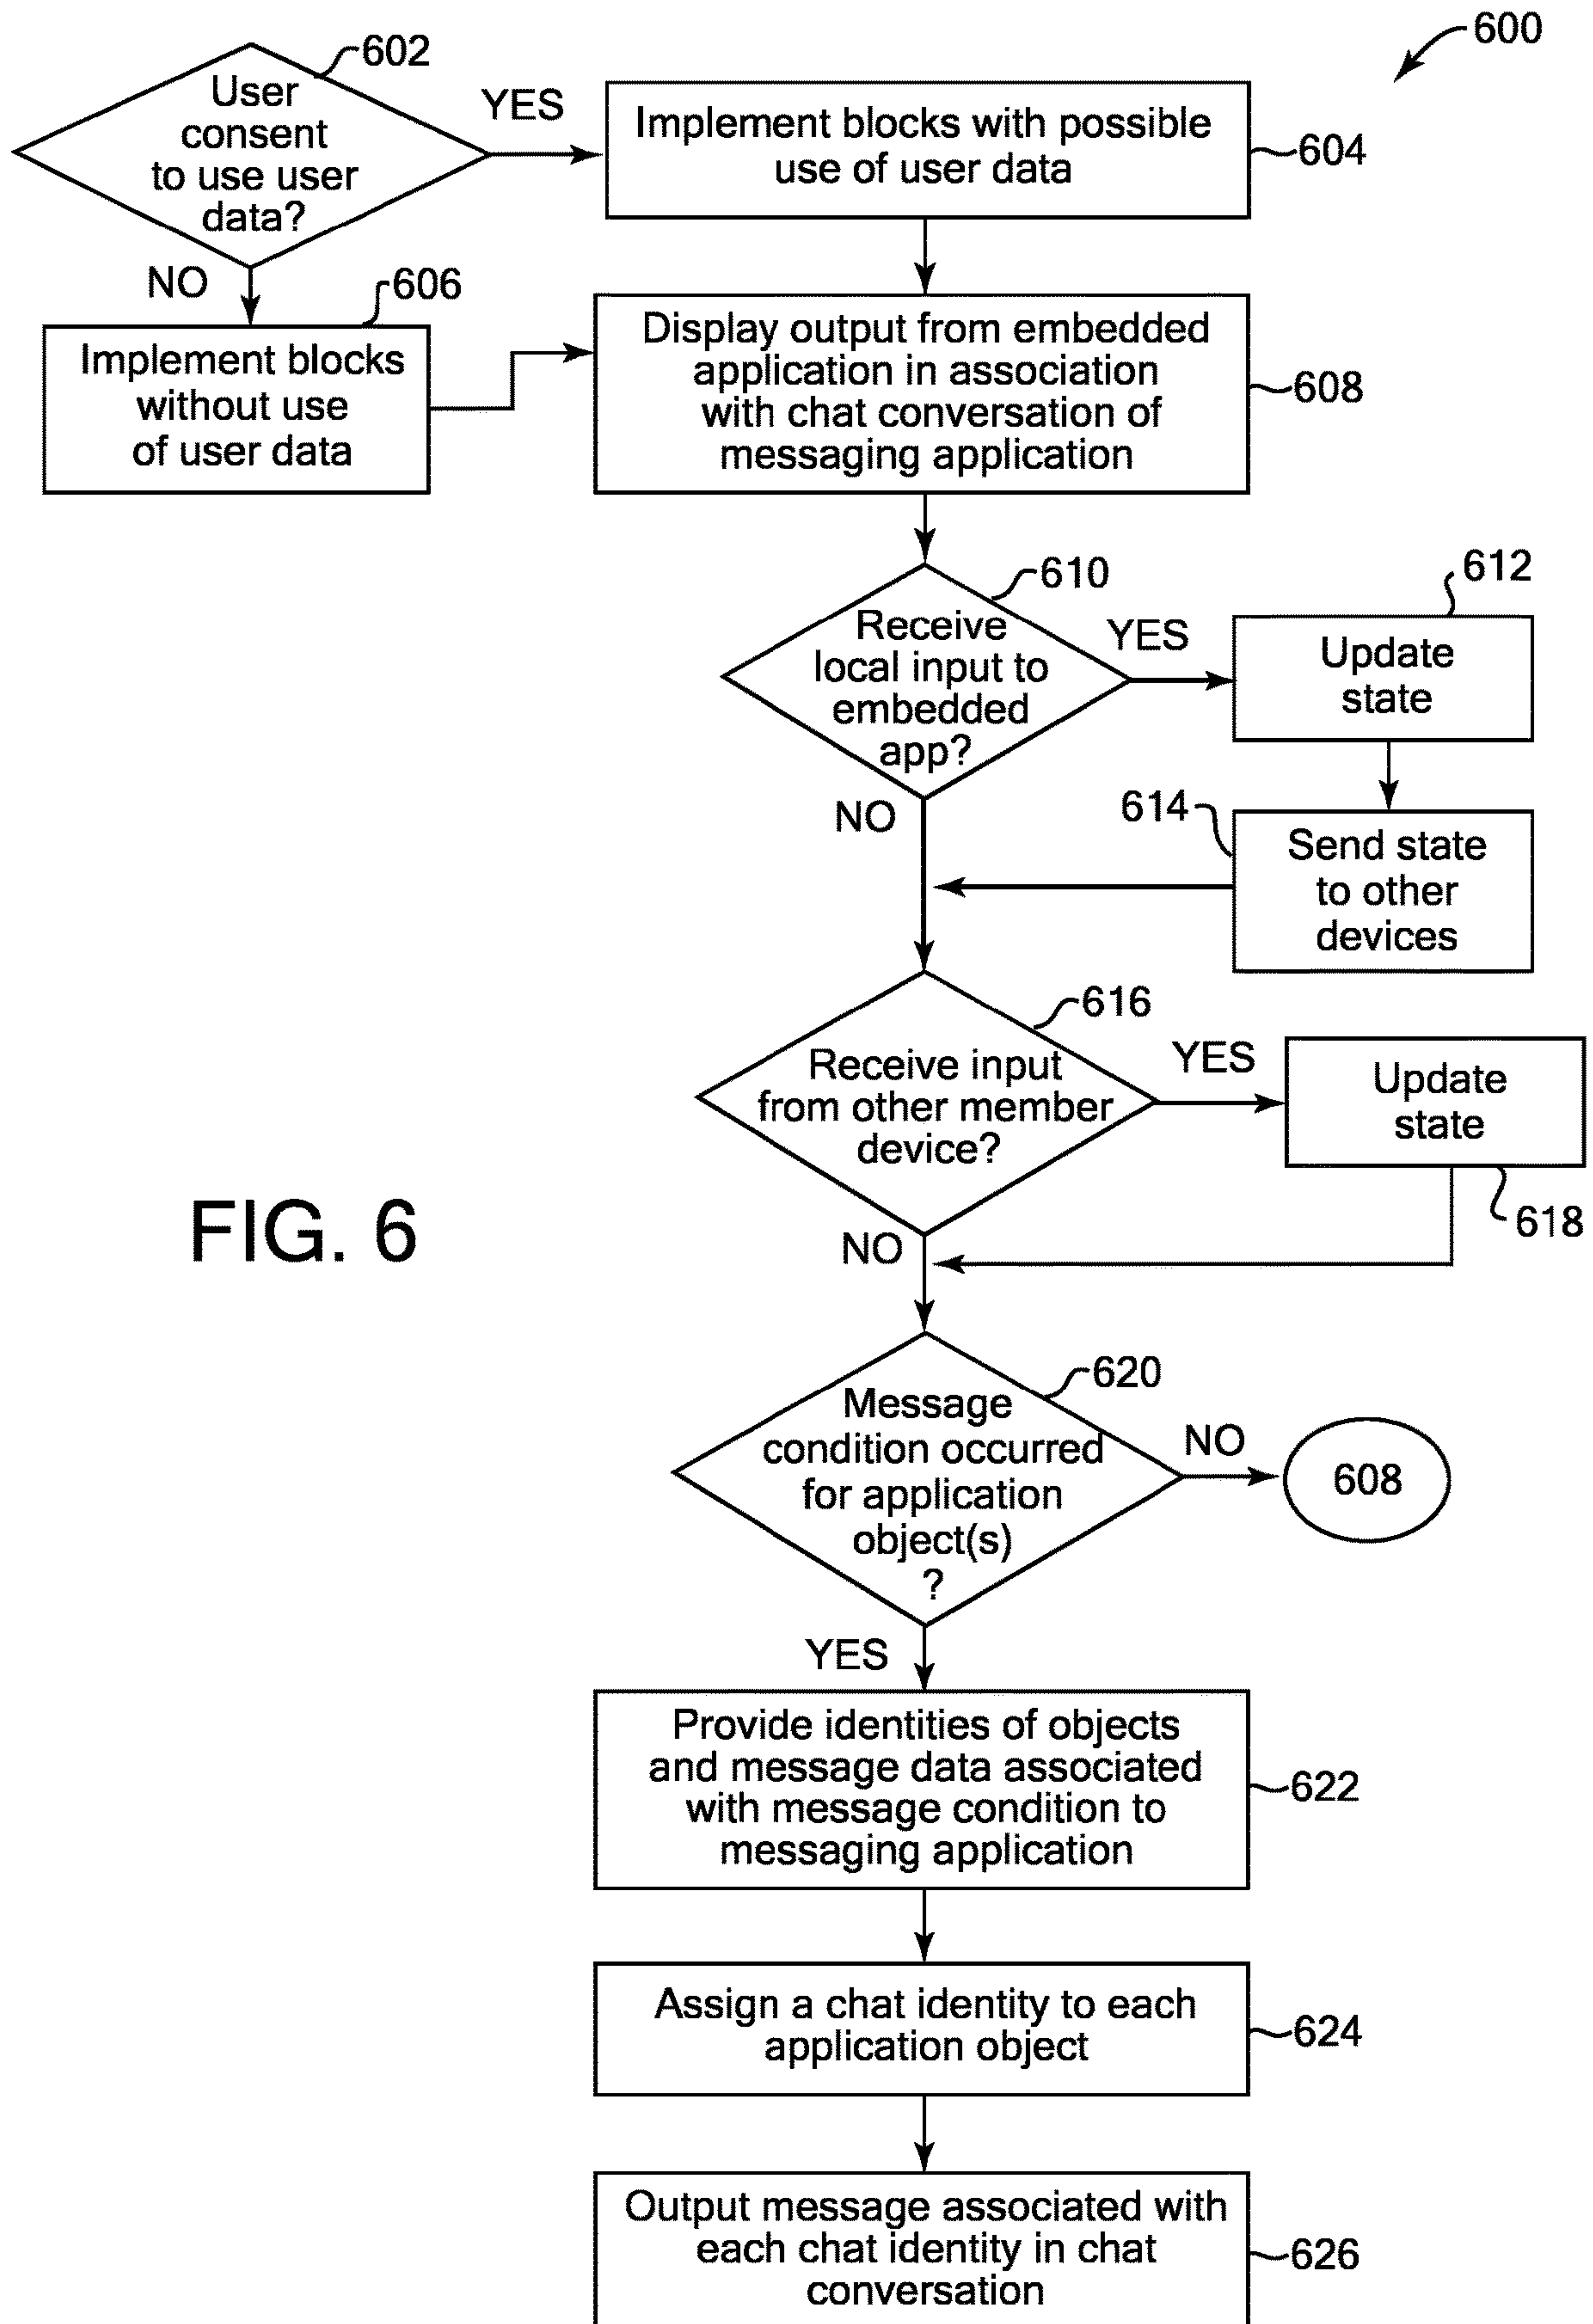 600
602
User
consent
to use user
data?
YES
Implement blocks with possible
use of user data
604
NO
606
Implement blocks
without use
of user data
Display output from embedded
application in association
with chat conversation of
messaging application
608
610
Receive
local input to
embedded
app?
YES
612
Update
state
NO
614
Send state
to other
devices
616
Receive input
from other member
device?
YES
Update
state
618
FIG. 6
NO
620
Message
condition occurred
for application
object(s)
?
NO
608
YES
Provide identities of objects
and message data associated
with message condition to
messaging application
622
Assign a chat identity to each
application object
624
Output message associated with
each chat identity in chat
conversation
626